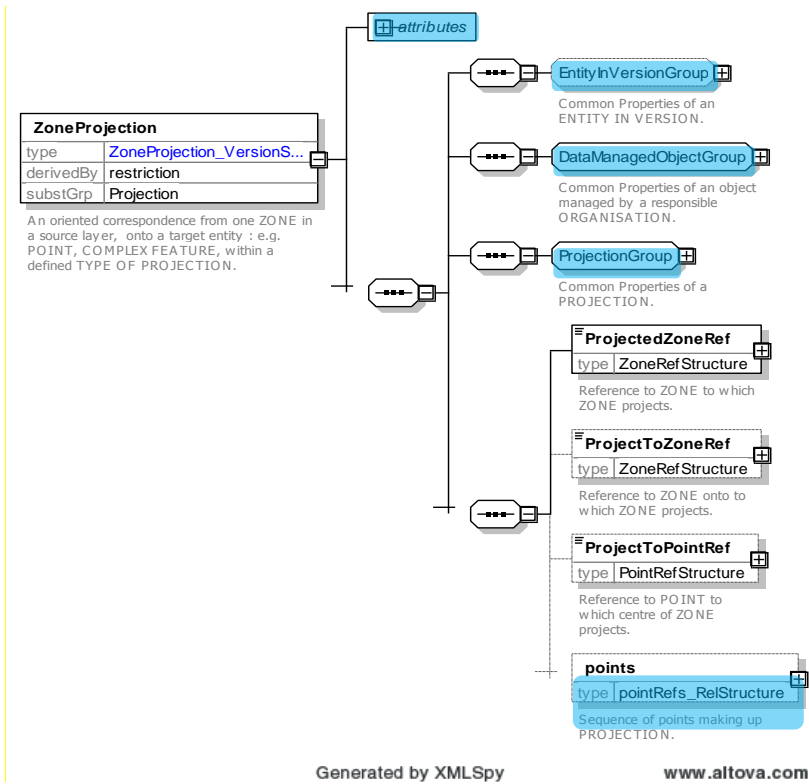 attributes
EntityInVersionGroup
Common Properties of an
ENTITY IN VERSION.
ZoneProjection
type ZoneProjection_VersionS...
derivedBy restriction
substGrp Projection
An oriented correspondence from one ZONE in
a source layer, onto a target entity : e.g.
POINT, COMPLEX FEATURE, within a
defined TYPE OF PROJECTION.
DataManagedObjectGroup
Common Properties of an object
managed by a responsible
ORGANISATION.
ProjectionGroup
Common Properties of a
PROJECTION.
ProjectedZoneRef
type ZoneRefStructure
Reference to ZONE to which
ZONE projects.
ProjectToZoneRef
type ZoneRefStructure
Reference to ZONE onto to
which ZONE projects.
ProjectToPointRef
type PointRefStructure
Reference to POINT to
which centre of ZONE
projects.
points
type pointRefs_RelStructure
Sequence of points making up
PROJECTION.
Generated by XMLSpy www.altova.com